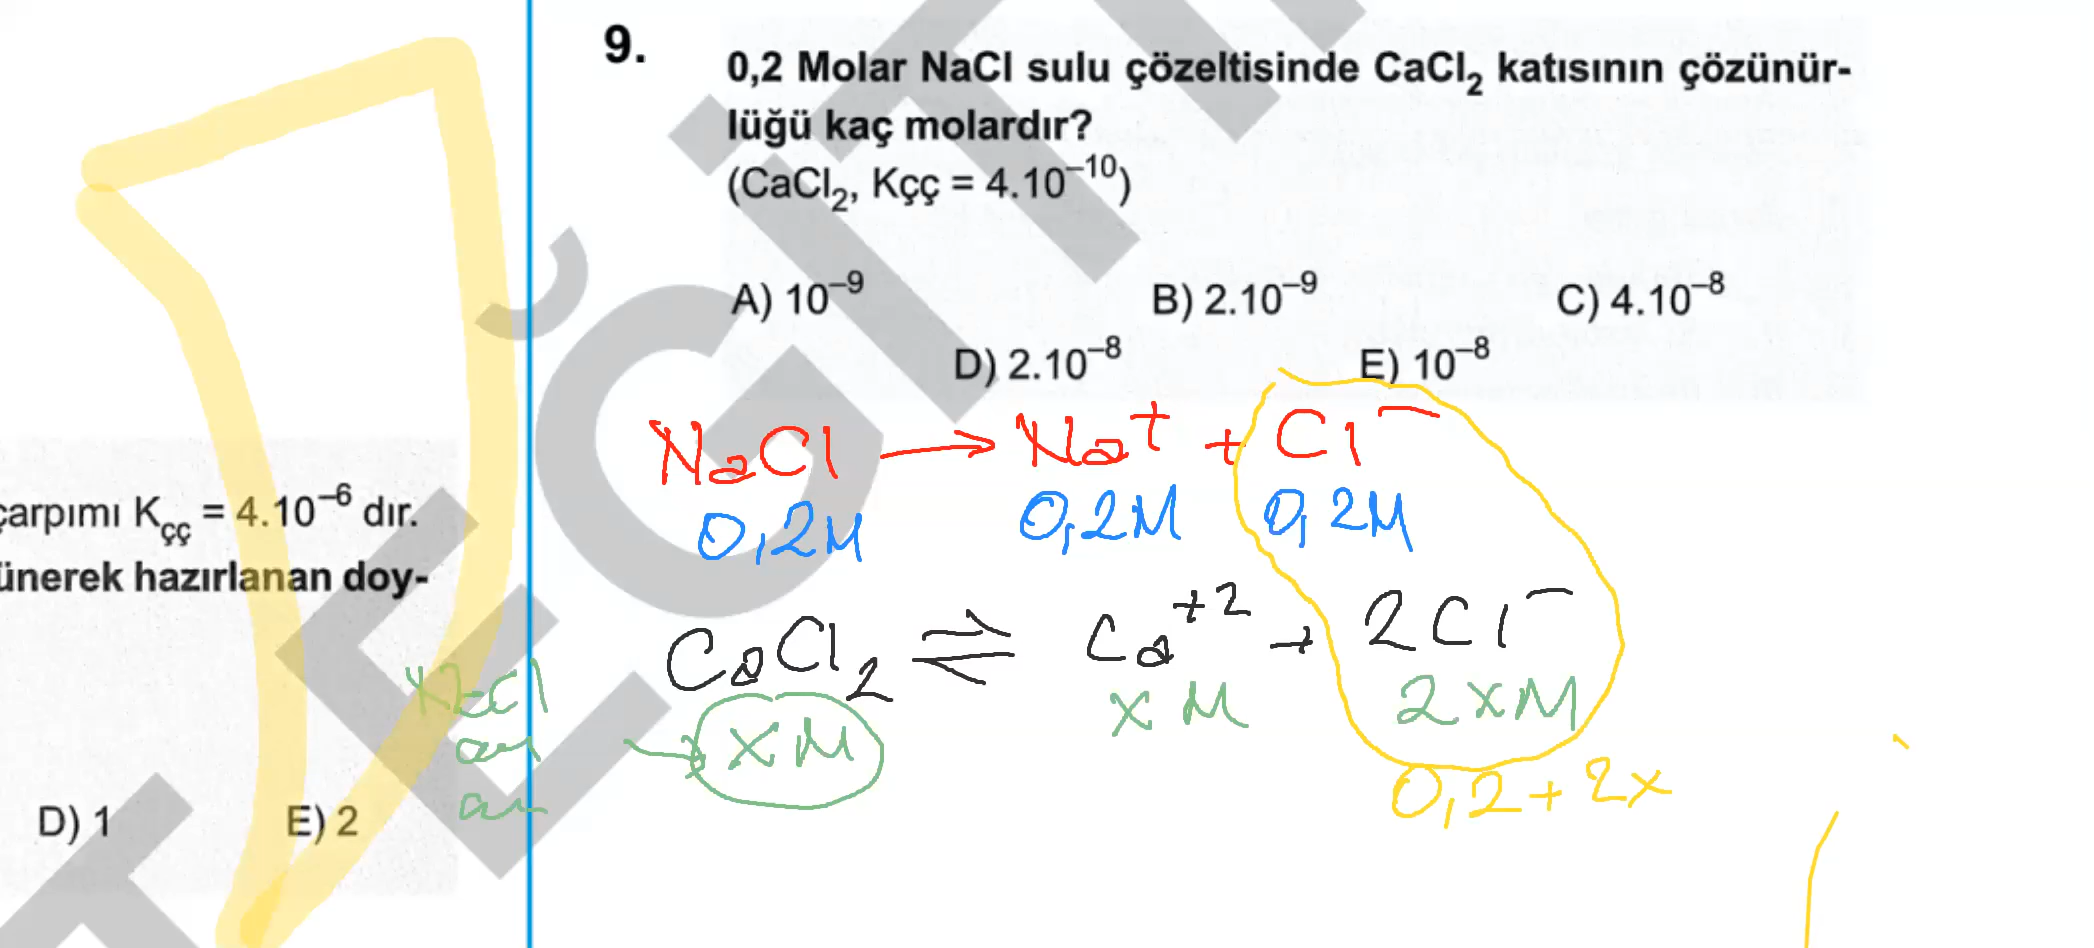 çarpımı Kçç = 4.10⁻⁶ dır.
ünerek hazırlanan doy-
D) 1 E) 2
9.
0,2 Molar NaCl sulu çözeltisinde CaCl₂ katısının çözünür-
lüğü kaç molardır?
(CaCl₂, Kçç = 4.10⁻¹⁰)
A) 10⁻⁹ B) 2.10⁻⁹ C) 4.10⁻⁸
D) 2.10⁻⁸ E) 10⁻⁸
NaCl → Na⁺ + Cl⁻
0,2M 0,2M 0,2M
CaCl₂ ⇌ Ca⁺² + 2Cl⁻
xM xM 2xM
0,2+2x
EĞİT